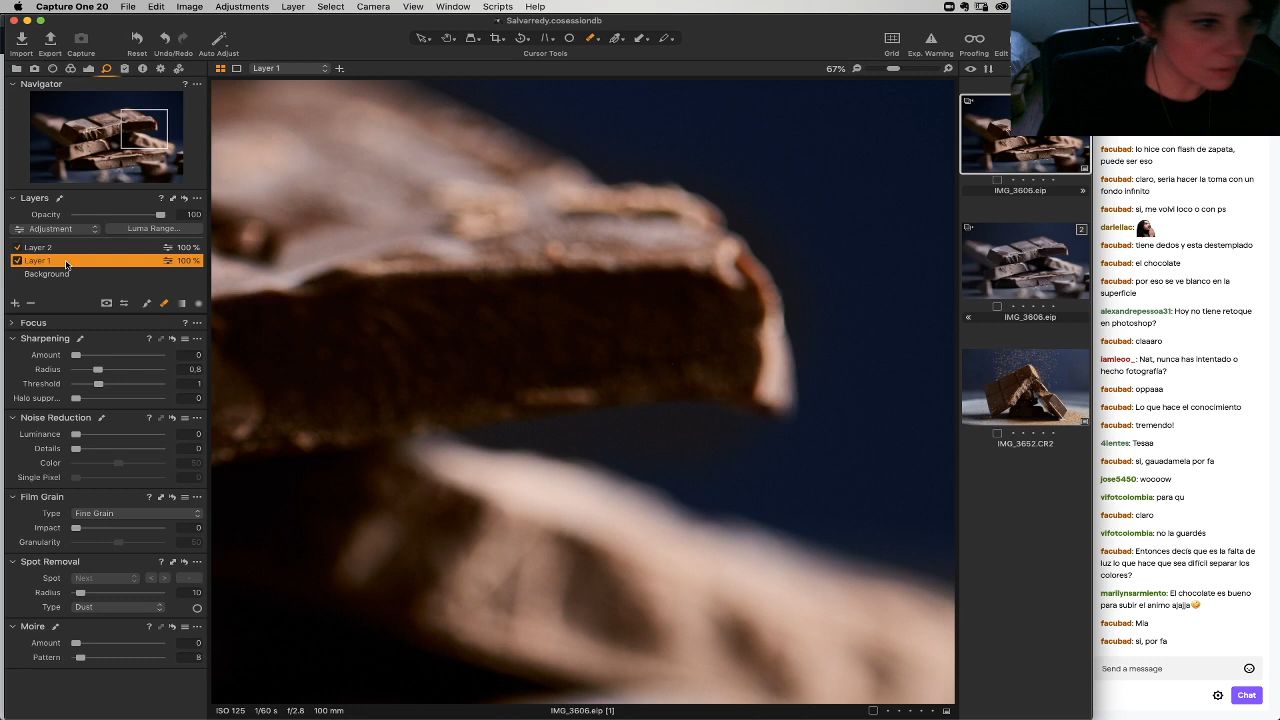 Capture One 20 File Edit Image Adjustments Layer Select Camera View Window Scripts Help
Salvarredy.cosessiondb
Import Export Capture Reset Undo/Redo Auto Adjust Cursor Tools Grid Exp. Warning Proofing Edit
Layer 1 67%
Navigator
Layers
Opacity 100
Adjustment Luma Range...
Layer 2 100 %
Layer 1 100 %
Background
Focus
Sharpening
Amount 0
Radius 0,8
Threshold 1
Halo suppr... 0
Noise Reduction
Luminance 0
Details 0
Color 50
Single Pixel 0
Film Grain
Type Fine Grain
Impact 0
Granularity 50
Spot Removal
Spot Next
Radius 10
Type Dust
Moire
Amount 0
Pattern 8
ISO 125 1/60 s f/2.8 100 mm IMG_3606.eip [1]
IMG_3606.eip
2
IMG_3606.eip
IMG_3652.CR2
facubad: lo hice con flash de zapata,
puede ser eso
facubad: claro, seria hacer la toma con un
fondo infinito
facubad: si, me volvi loco o con ps
dariellac:
facubad: tiene dedos y esta destemplado
facubad: el chocolate
facubad: por eso se ve blanco en la
superficie
alexandrepessoa31: Hoy no tiene retoque
en photoshop?
facubad: claaaro
iamleoo_: Nat, nunca has intentado o
hecho fotografía?
facubad: oppaaa
facubad: Lo que hace el conocimiento
facubad: tremendo!
4lentes: Tesaa
facubad: si, gauadamela por fa
jose5450: woooow
vifotcolombia: para qu
facubad: claro
vifotcolombia: no la guardés
facubad: Entonces decís que es la falta de
luz lo que hace que sea difícil separar los
colores?
marilynsarmiento: El chocolate es bueno
para subir el animo ajajja🤣
facubad: Mia
facubad: si, por fa
Send a message
Chat